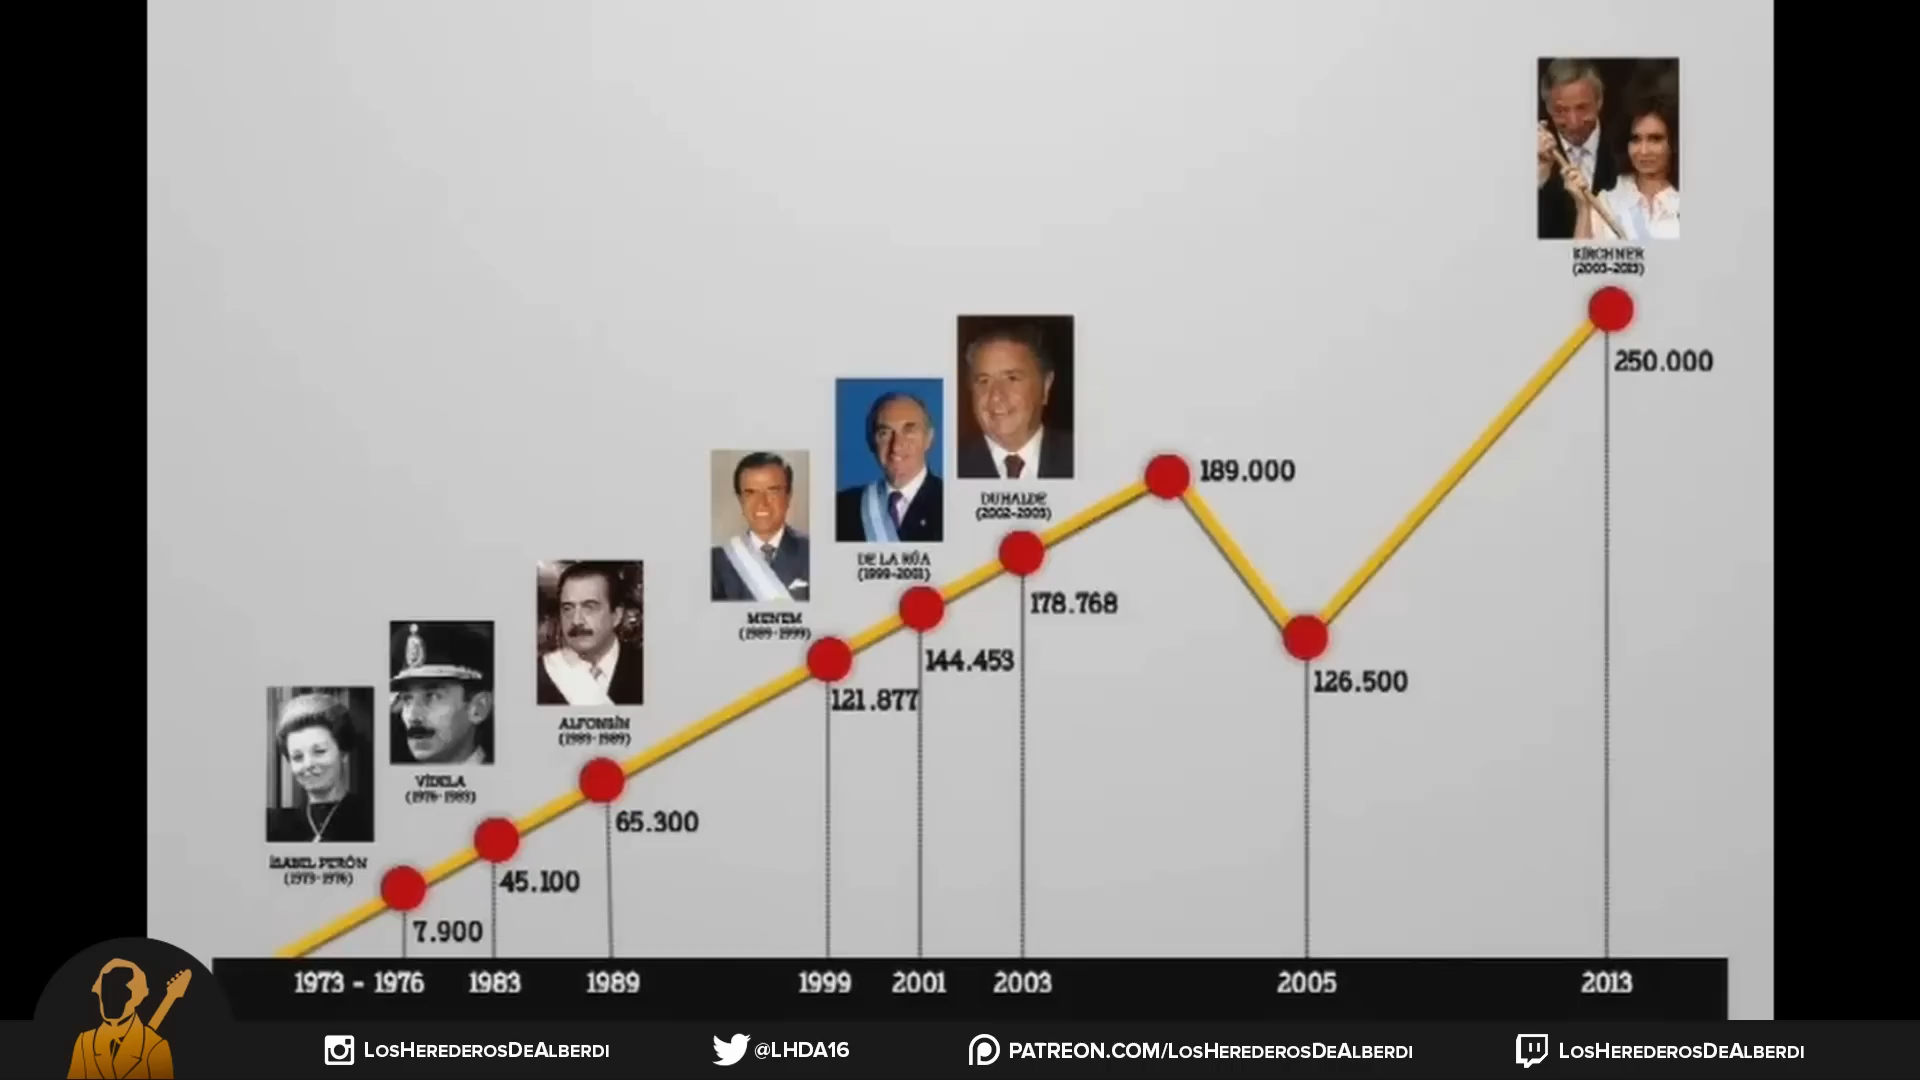 KIRCHNER
(2003-2013)
250.000
189.000
DUHALDE
(2002-2003)
178.768
DE LA RÚA
(1999-2001)
144.453
126.500
MENEM
(1989-1999)
121.877
ALFONSÍN
(1983-1989)
65.300
VIDELA
(1976-1983)
45.100
ISABEL PERÓN
(1973-1976)
7.900
1973 - 1976 1983 1989 1999 2001 2003 2005 2013
LosHerederosDeAlberdi @LHDA16 PATREON.COM/LosHerederosDeAlberdi LosHerederosDeAlberdi